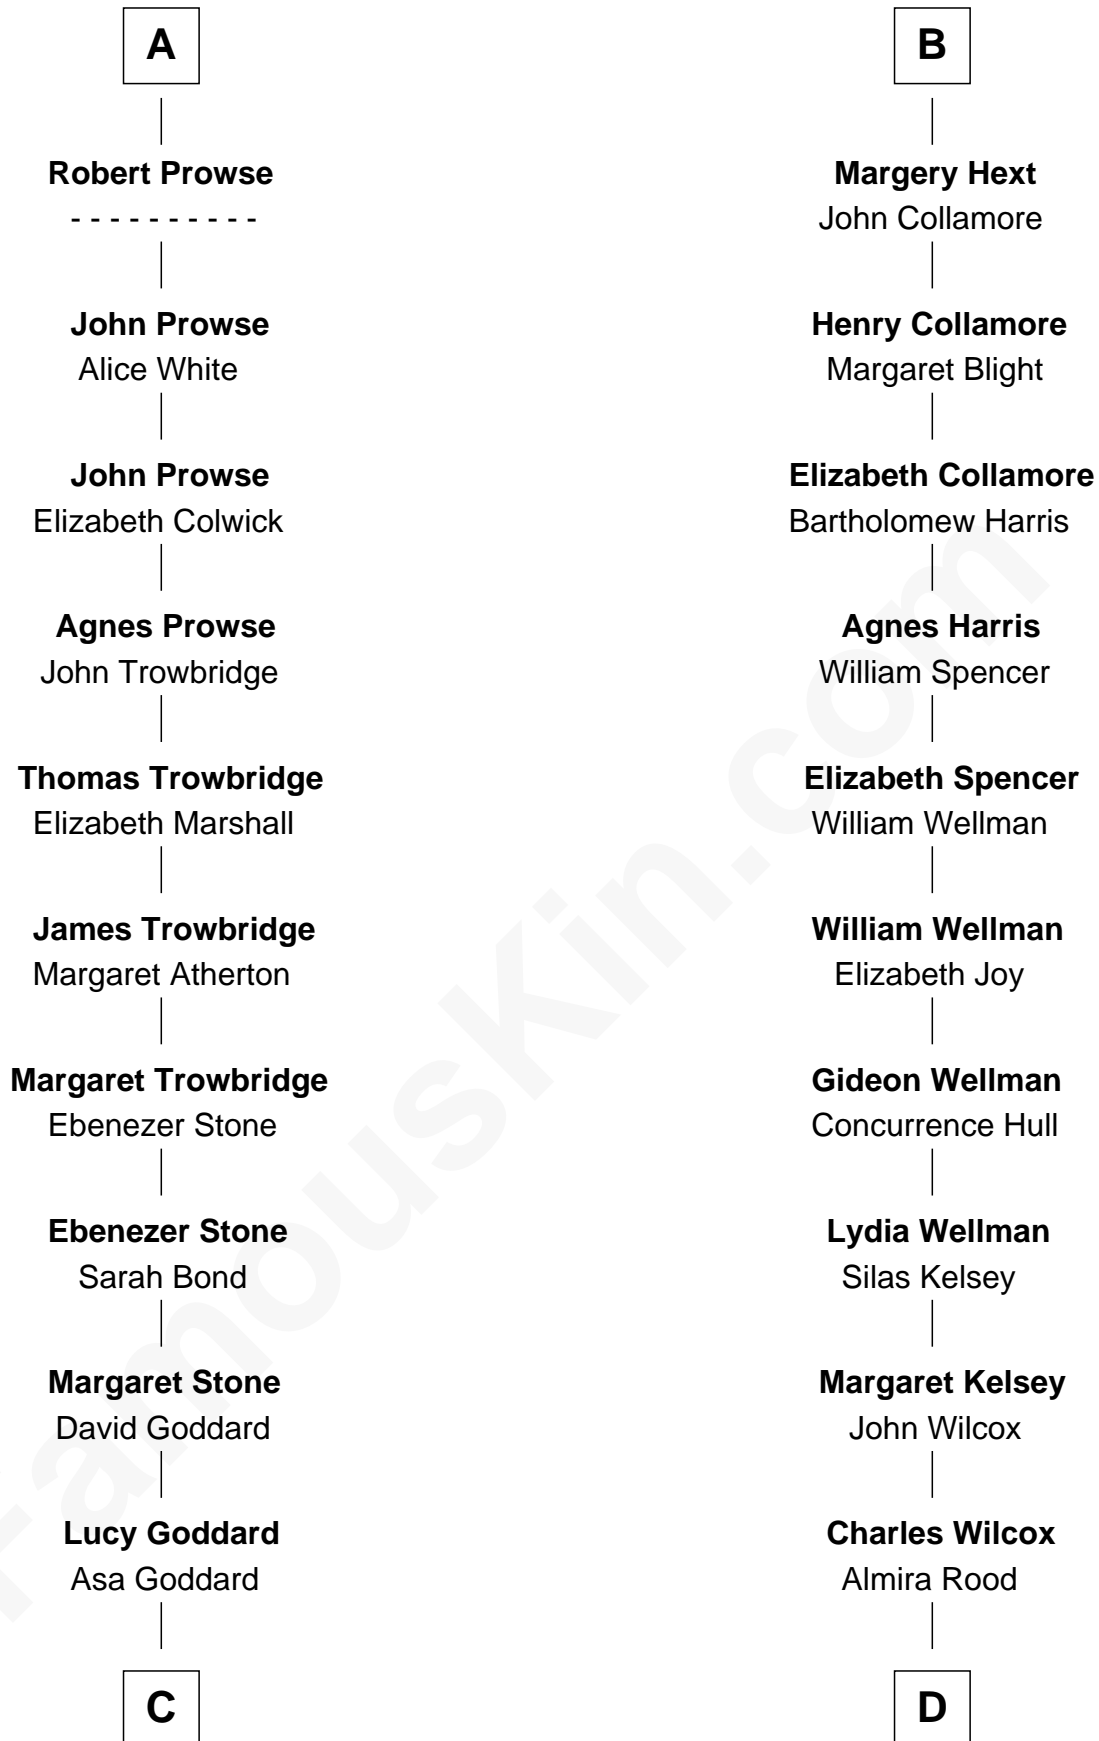 A
Robert Prowse
- - - - - - - - - -
John Prowse
Alice White
John Prowse
Elizabeth Colwick
Agnes Prowse
John Trowbridge
Thomas Trowbridge
Elizabeth Marshall
James Trowbridge
Margaret Atherton
Margaret Trowbridge
Ebenezer Stone
Ebenezer Stone
Sarah Bond
Margaret Stone
David Goddard
Lucy Goddard
Asa Goddard
C
B
Margery Hext
John Collamore
Henry Collamore
Margaret Blight
Elizabeth Collamore
Bartholomew Harris
Agnes Harris
William Spencer
Elizabeth Spencer
William Wellman
William Wellman
Elizabeth Joy
Gideon Wellman
Concurrence Hull
Lydia Wellman
Silas Kelsey
Margaret Kelsey
John Wilcox
Charles Wilcox
Almira Rood
D
FamousKin.com